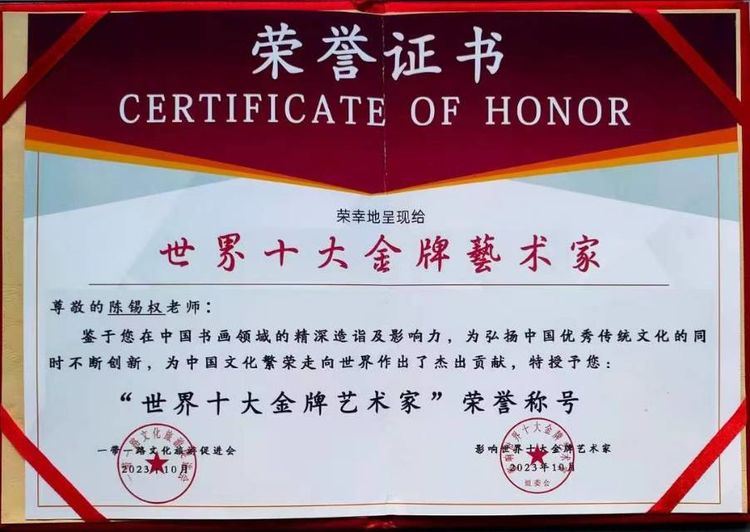 荣誉证书
CERTIFICATE OF HONOR
荣幸地呈现给
世界十大金牌藝术家
尊敬的陈锡权老师：
鉴于您在中国书画领域的精深造诣及影响力，为弘扬中国优秀传统文化的同
时不断创新，为中国文化繁荣走向世界作出了杰出贡献，特授予您：
“世界十大金牌艺术家”荣誉称号
一带一路文化旅游促进会
2023年10月
影响世界十大金牌艺术家
2023年10月
组委会